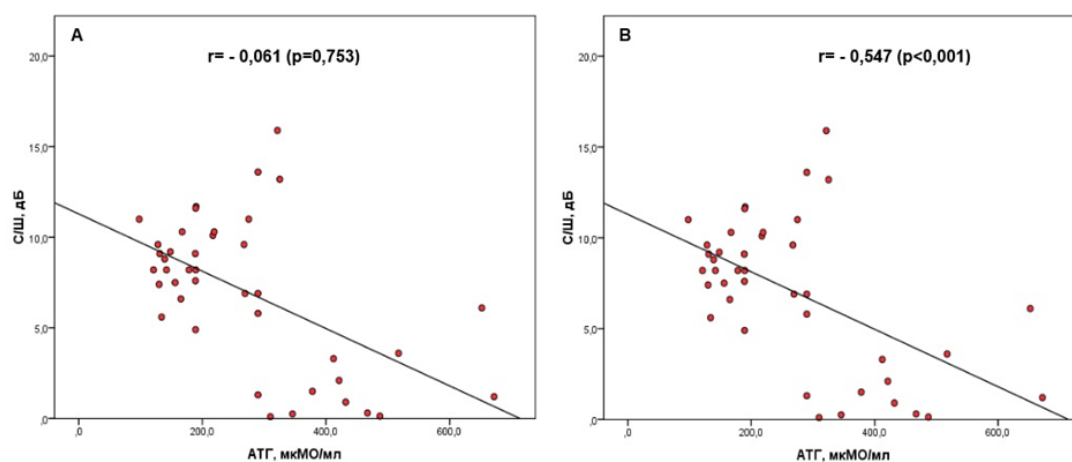 A
r= - 0,061 (p=0,753)
20,0
15,0
10,0
5,0
,0
С/Ш, дБ
,0
200,0
400,0
600,0
АТГ, мкМО/мл
B
r= - 0,547 (p<0,001)
20,0
15,0
10,0
5,0
,0
С/Ш, дБ
,0
200,0
400,0
600,0
АТГ, мкМО/мл